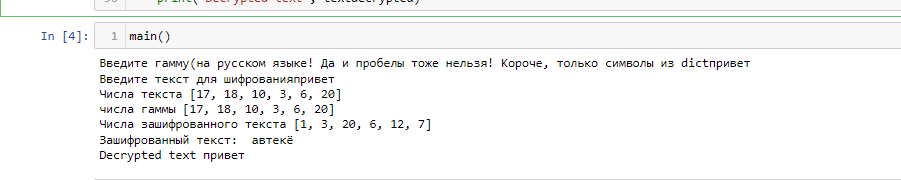 print("Decrypted text", textdecrypted)
In [4]: 1 main()
Введите гамму(на русском языке! Да и пробелы тоже нельзя! Короче, только символы из dictпривет
Введите текст для шифрованияпривет
Числа текста [17, 18, 10, 3, 6, 20]
числа гаммы [17, 18, 10, 3, 6, 20]
Числа зашифрованного текста [1, 3, 20, 6, 12, 7]
Зашифрованный текст:  автекё
Decrypted text привет